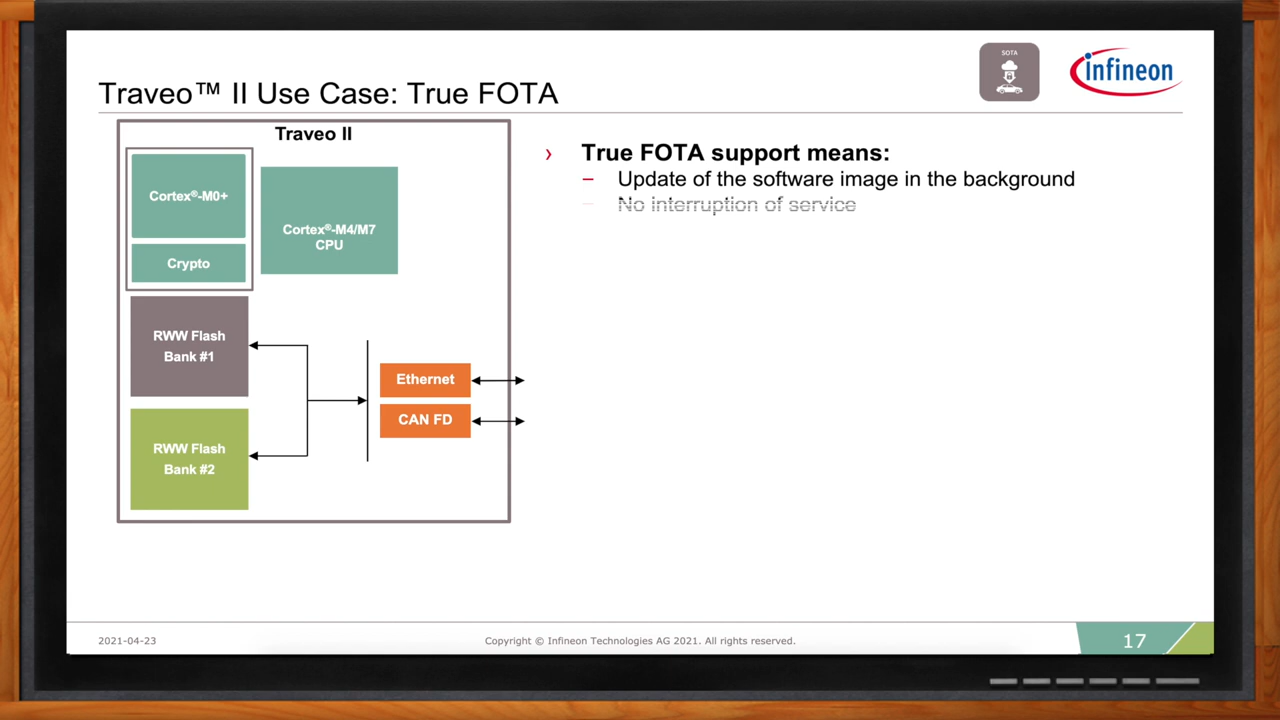 SOTA
infineon
Traveo™ II Use Case: True FOTA
Traveo II
Cortex®-M0+
Crypto
Cortex®-M4/M7
CPU
RWW Flash
Bank #1
RWW Flash
Bank #2
Ethernet
CAN FD
› True FOTA support means:
– Update of the software image in the background
– No interruption of service
2021-04-23
Copyright © Infineon Technologies AG 2021. All rights reserved.
17